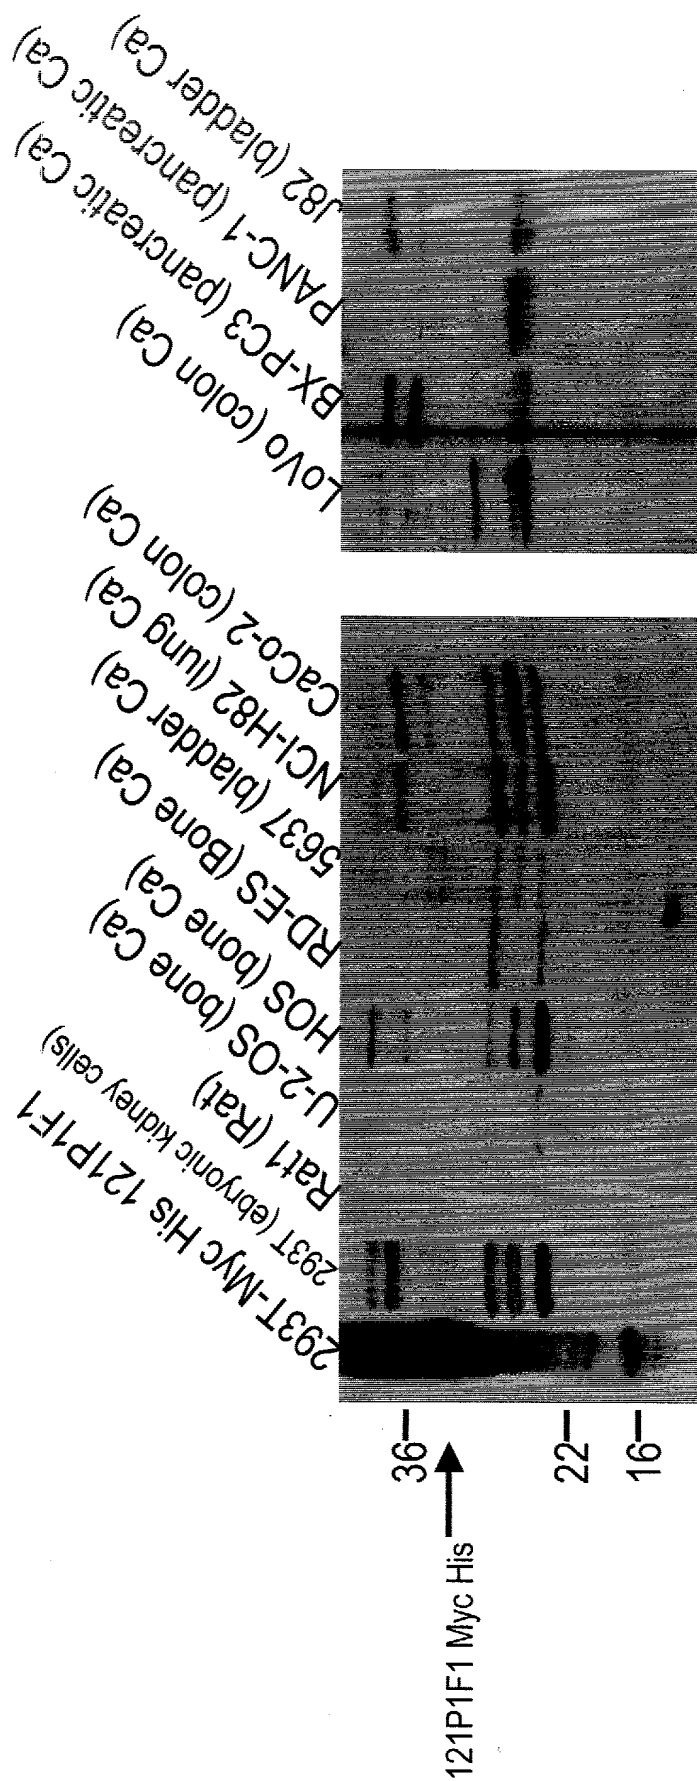 293T-Myc His 121P1F1
293T (ebryonic kidney cells)
Rat1 (Rat)
U-2-OS (bone Ca)
HOS (bone Ca)
RD-ES (Bone Ca)
5637 (bladder Ca)
NCI-H82 (lung Ca)
CaCo-2 (colon Ca)
LoVo (colon Ca)
BX-PC3 (pancreatic Ca)
PANC-1 (pancreatic Ca)
J82 (bladder Ca)
36
121P1F1 Myc His
22
16